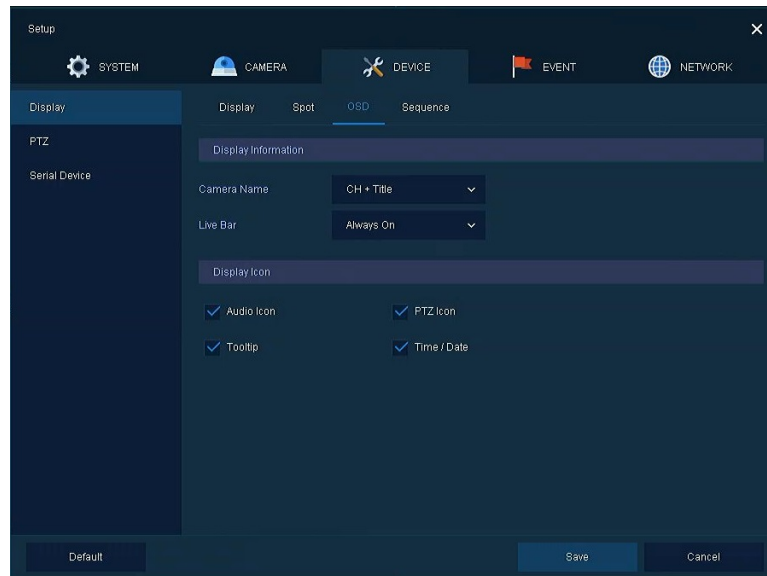 Setup
SYSTEM CAMERA DEVICE EVENT NETWORK
Display Display Spot OSD Sequence
PTZ Display Information
Serial Device
Camera Name CH + Title
Live Bar Always On
Display Icon
Audio Icon PTZ Icon
Tooltip Time / Date
Default Save Cancel